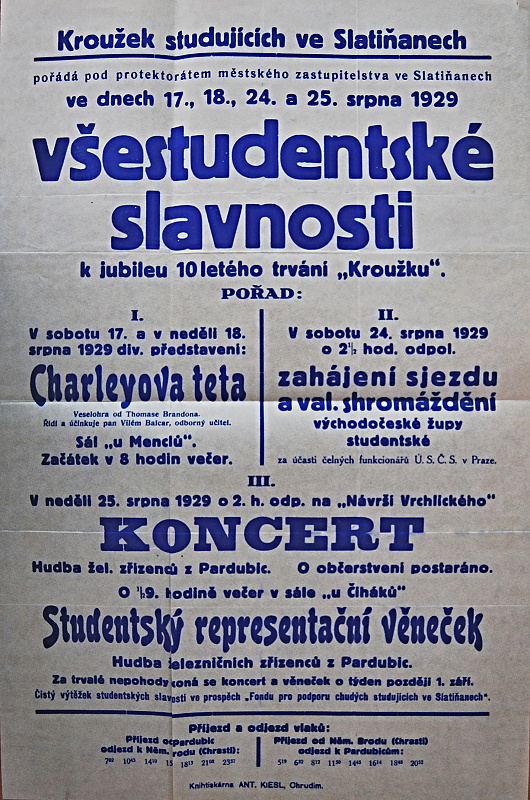 Kroužek studujících ve Slatiňanech
pořádá pod protektorátem městského zastupitelstva ve Slatiňanech
ve dnech 17., 18., 24. a 25. srpna 1929
všestudentské
slavnosti
k jubileu 10 letého trvání „Kroužku“.
POŘAD:
I.
V sobotu 17. a v neděli 18.
srpna 1929 div. představení:
Charleyova teta
Veselohra od Thomase Brandona.
Řídí a účinkuje pan Vilém Balcar, odborný učitel.
Sál „u Menclů“.
Začátek v 8 hodin večer.
II.
V sobotu 24. srpna 1929
o 2½ hod. odpol.
zahájení sjezdu
a val. shromáždění
východočeské župy
studentské
za účasti čelných funkcionářů Ú. S. Č. S. v Praze.
III.
V neděli 25. srpna 1929 o 2. h. odp. na „Návrší Vrchlického“
KONCERT
Hudba žel. zřízenců z Pardubic. O občerstvení postaráno.
O ½9. hodině večer v sále „u Čiháků“
Studentský representační věneček
Hudba železničních zřízenců z Pardubic.
Za trvalé nepohody koná se koncert a věneček o týden později 1. září.
Čistý výtěžek studentských slavností ve prospěch „Fondu pro podporu chudých studujících ve Slatiňanech“.
Příjezd a odjezd vlaků:
Příjezd od Pardubic
odjezd k Něm. Brodu (Chrasti):
Příjezd od Něm. Brodu (Chrasti)
odjezd k Pardubicům:
Knihtiskárna ANT. KIESL, Chrudim.